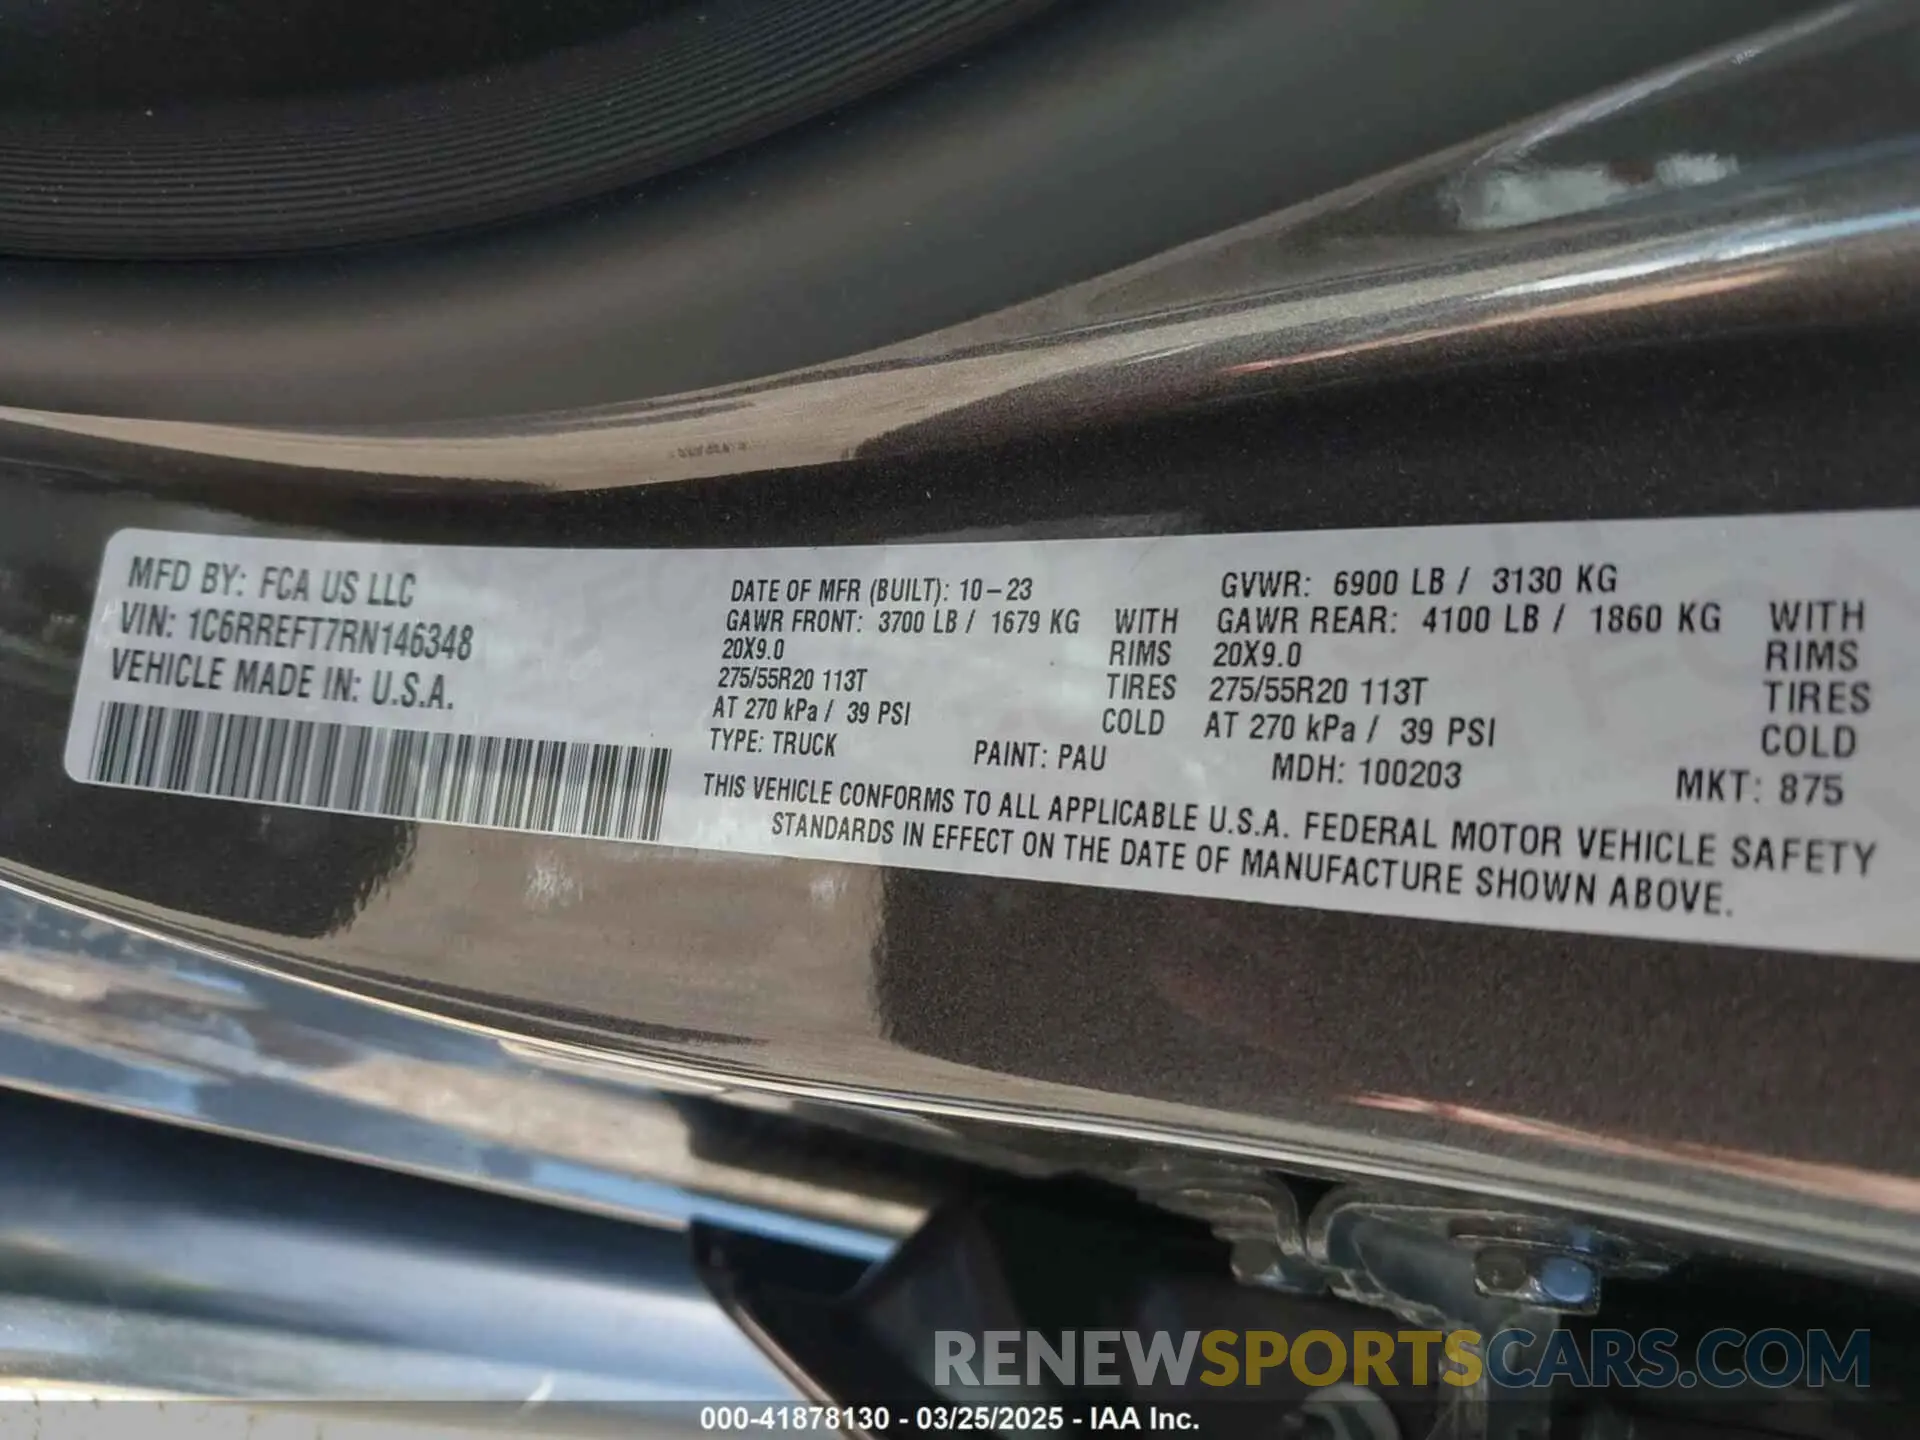 MFD BY: FCA US LLC
VIN: 1C6RREFT7RN146348
VEHICLE MADE IN: U.S.A.
DATE OF MFR (BUILT): 10-23 GVWR: 6900 LB / 3130 KG
GAWR FRONT: 3700 LB / 1679 KG WITH GAWR REAR: 4100 LB / 1860 KG WITH
20X9.0 RIMS 20X9.0 RIMS
275/55R20 113T TIRES 275/55R20 113T TIRES
AT 270 kPa / 39 PSI COLD AT 270 kPa / 39 PSI COLD
TYPE: TRUCK PAINT: PAU MDH: 100203 MKT: 875
THIS VEHICLE CONFORMS TO ALL APPLICABLE U.S.A. FEDERAL MOTOR VEHICLE SAFETY
STANDARDS IN EFFECT ON THE DATE OF MANUFACTURE SHOWN ABOVE.
RENEWSPORTSCARS.COM
000-41878130 - 03/25/2025 - IAA Inc.